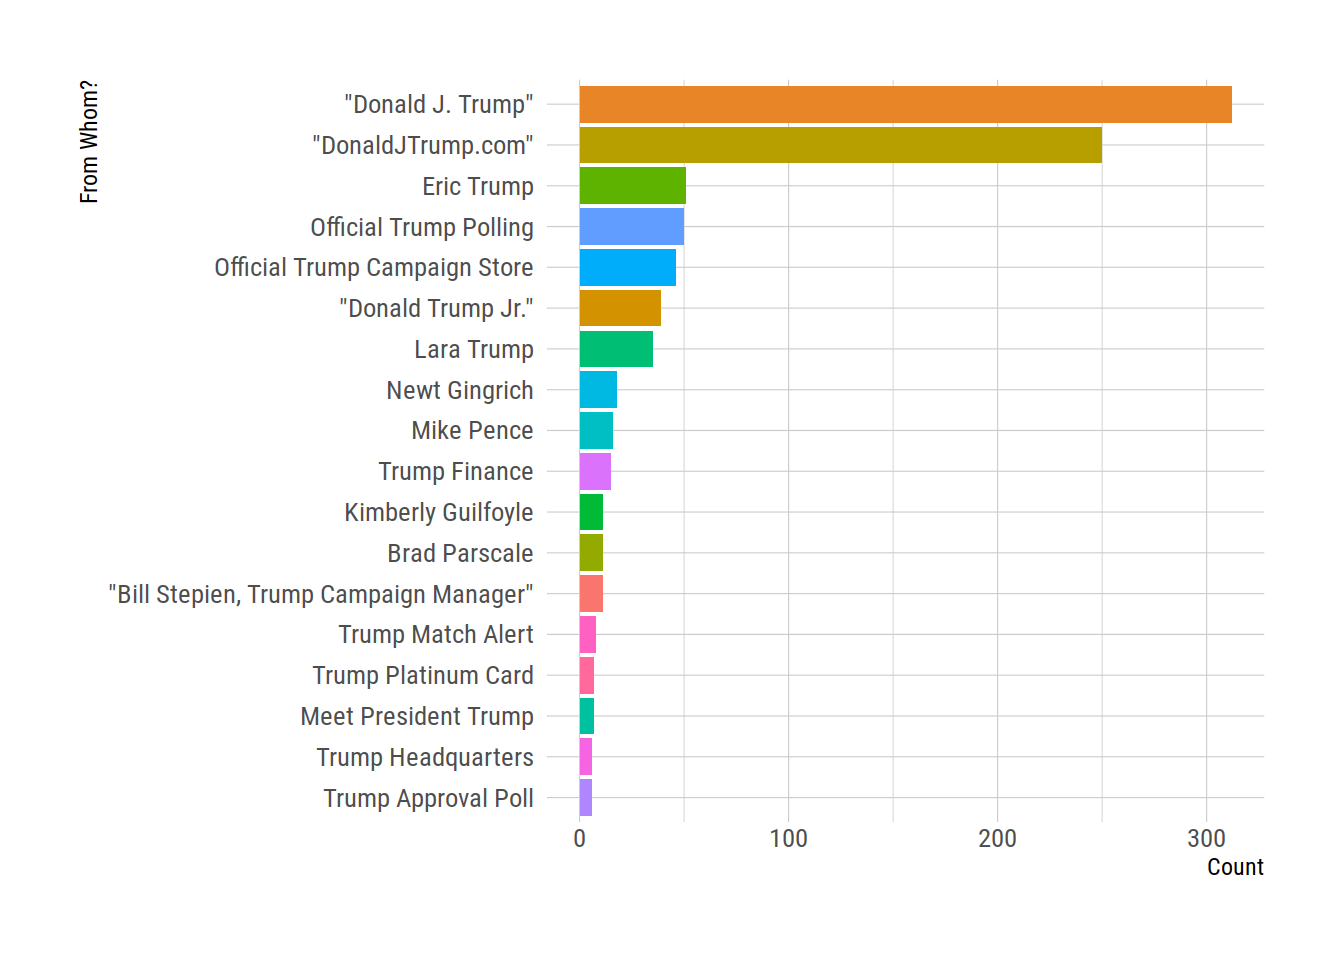 From Whom?
"Donald J. Trump"
"DonaldJTrump.com"
Eric Trump
Official Trump Polling
Official Trump Campaign Store
"Donald Trump Jr."
Lara Trump
Newt Gingrich
Mike Pence
Trump Finance
Kimberly Guilfoyle
Brad Parscale
"Bill Stepien, Trump Campaign Manager"
Trump Match Alert
Trump Platinum Card
Meet President Trump
Trump Headquarters
Trump Approval Poll
0 100 200 300
Count